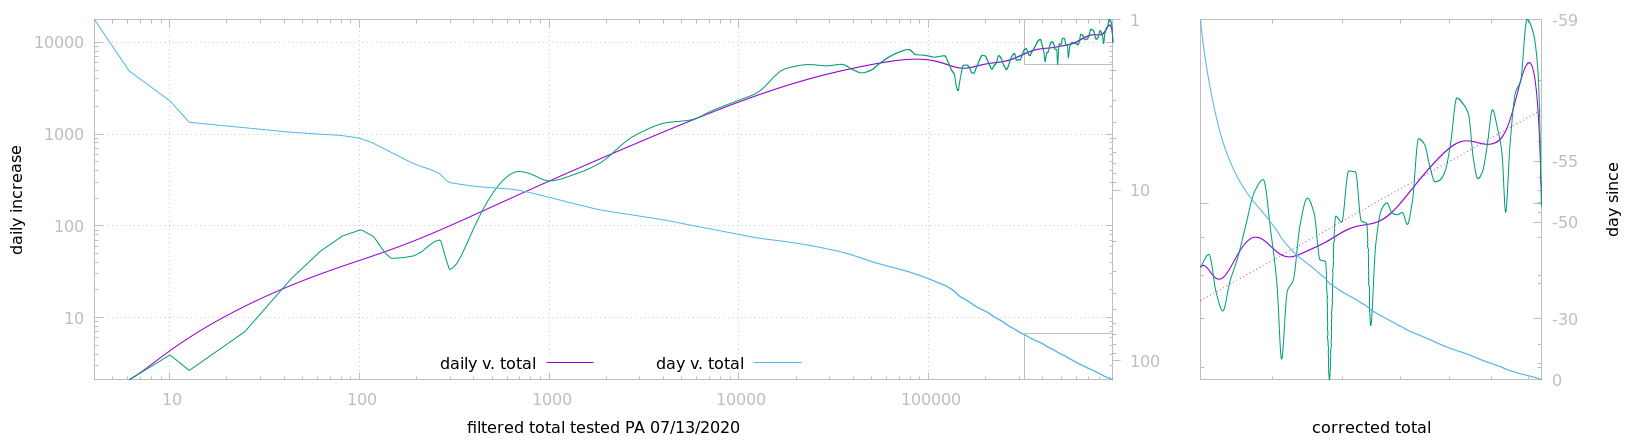 10000
1000
100
10
daily increase
10
100
1000
10000
100000
filtered total tested PA 07/13/2020
daily v. total
day v. total
1
10
100
-59
-55
-50
-30
0
day since
corrected total